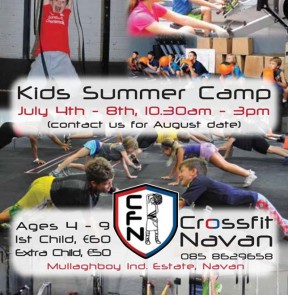 Kids Summer Camp
July 4th - 8th, 10.30am - 3pm
(contact us for August date)
Ages 4 - 9
1st Child, £60
Extra Child, £50
Crossfit
Navan
085 8629658
Mullaghboy Ind. Estate, Navan